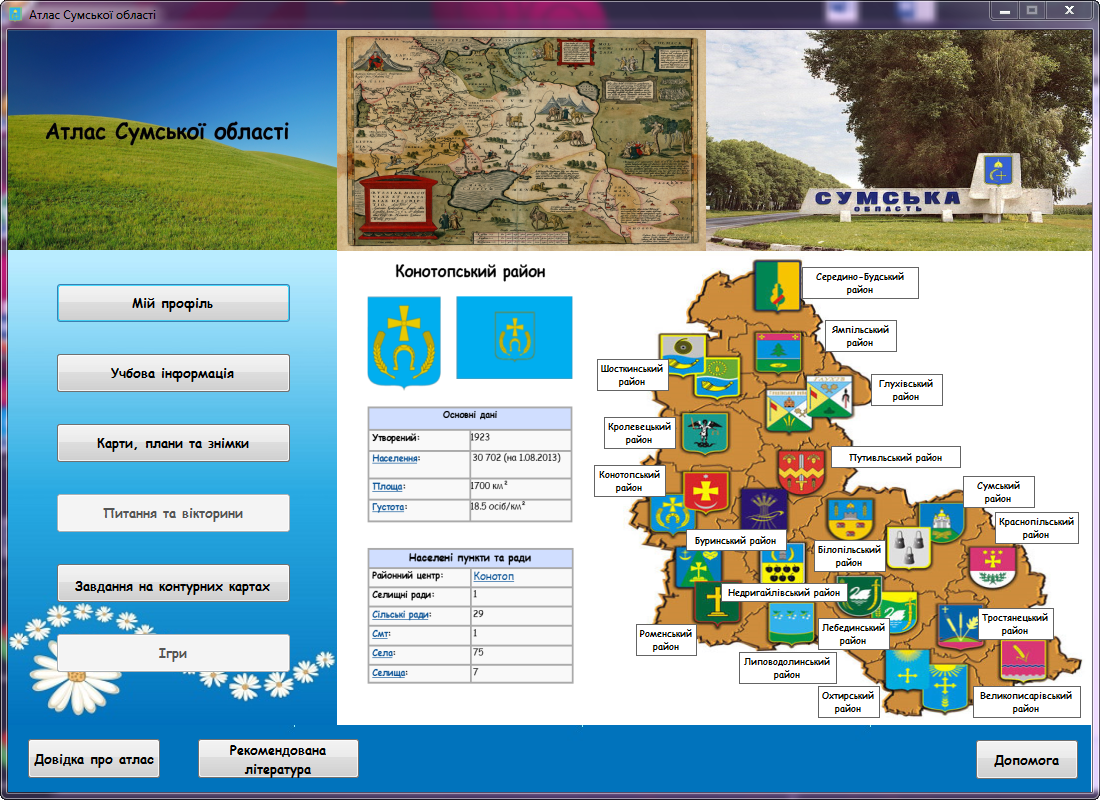 Атлас Сумської області
Атлас Сумської області
СУМСЬКА
ОБЛАСТЬ
Мій профіль
Учбова інформація
Карти, плани та знімки
Питання та вікторини
Завдання на контурних картах
Ігри
Конотопський район
Основні дані
Утворений: 1923
Населення: 30 702 (на 1.08.2013)
Площа: 1700 км²
Густота: 18.5 осіб/км²
Населені пункти та ради
Районний центр: Конотоп
Селищні ради: 1
Сільські ради: 29
Смт: 1
Села: 75
Селища: 7
Середино-Будський
район
Ямпільський
район
Шосткинський
район
Глухівський
район
Кролевецький
район
Путивльський район
Конотопський
район
Сумський
район
Краснопільський
район
Буринський район
Білопільський
район
Недригайлівський район
Тростянецький
район
Лебединський
район
Роменський
район
Липоводолинський
район
Охтирський
район
Великописарівський
район
Довідка про атлас
Рекомендована
література
Допомога